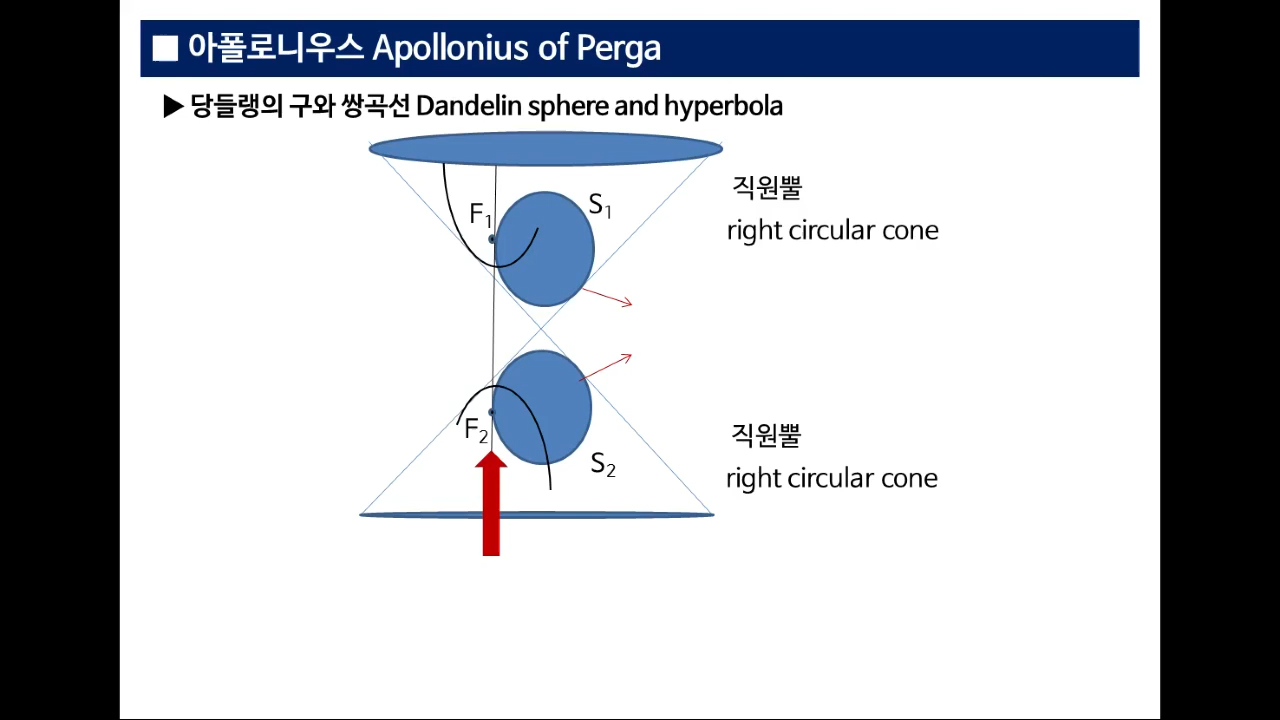 ■ 아폴로니우스 Apollonius of Perga
▶ 당들랭의 구와 쌍곡선 Dandelin sphere and hyperbola
직원뿔
right circular cone
F₁
S₁
F₂
S₂
직원뿔
right circular cone